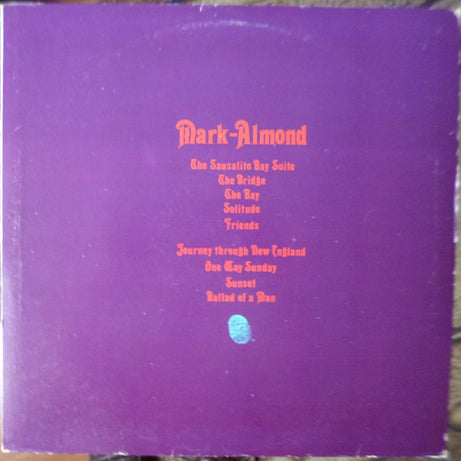 Mark-Almond
The Sausalito Bay Suite
The Bridge
The Bay
Solitude
Friends
Journey through New England
One Way Sunday
Sunset
Ballad of a Man